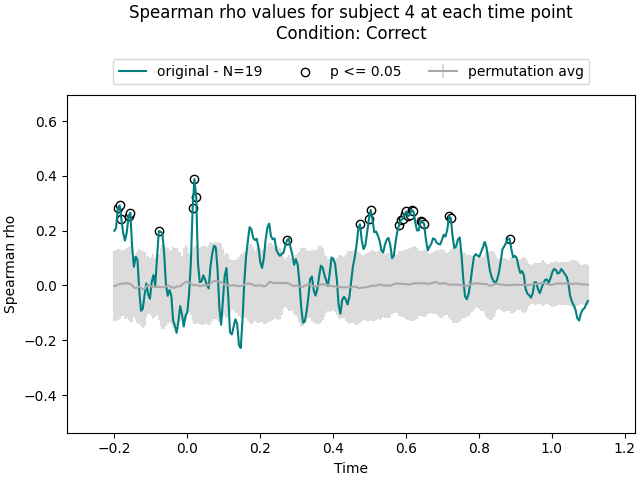 Spearman rho values for subject 4 at each time point
Condition: Correct
original - N=19
p <= 0.05
permutation avg
Spearman rho
0.6
0.4
0.2
0.0
−0.2
−0.4
−0.2
0.0
0.2
0.4
0.6
0.8
1.0
1.2
Time